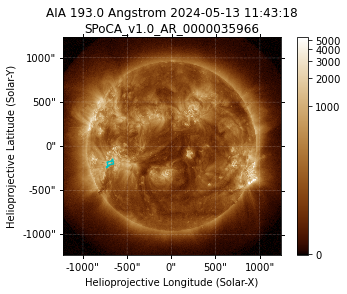 AIA 193.0 Angstrom 2024-05-13 11:43:18
SPoCA_v1.0_AR_0000035966
Helioprojective Latitude (Solar-Y)
1000"
500"
0"
-500"
-1000"
-1000" -500" 0" 500" 1000"
Helioprojective Longitude (Solar-X)
5000
4000
3000
2000
1000
0